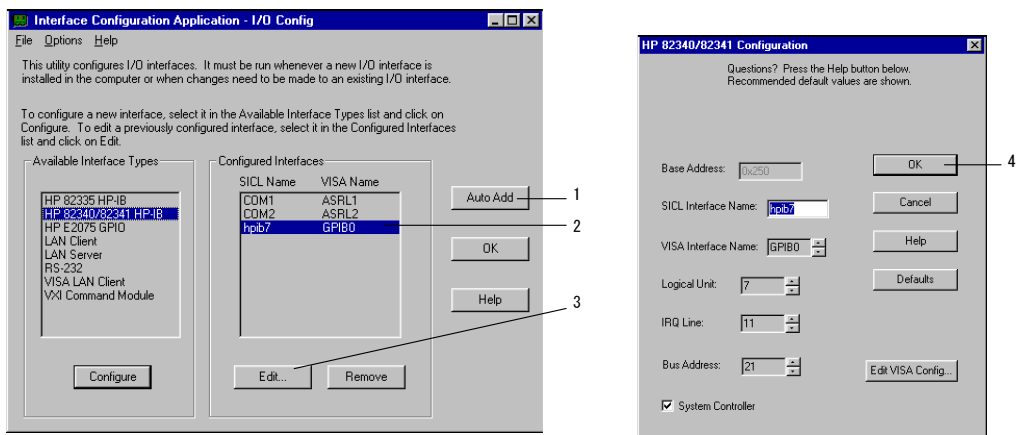 Interface Configuration Application - I/O Config
File Options Help
This utility configures I/O interfaces. It must be run whenever a new I/O interface is
installed in the computer or when changes need to be made to an existing I/O interface.
To configure a new interface, select it in the Available Interface Types list and click on
Configure. To edit a previously configured interface, select it in the Configured Interfaces
list and click on Edit.
Available Interface Types
HP 82335 HP-IB
HP 82340/82341 HP-IB
HP E2075 GPIO
LAN Client
LAN Server
RS-232
VISA LAN Client
VXI Command Module
Configure
Configured Interfaces
SICL Name VISA Name
COM1 ASRL1
COM2 ASRL2
hpib7 GPIB0
Edit... Remove
Auto Add
OK
Help
1
2
3
HP 82340/82341 Configuration
Questions? Press the Help button below.
Recommended default values are shown.
Base Address: 0x250
SICL Interface Name: hpib7
VISA Interface Name: GPIB0
Logical Unit: 7
IRQ Line: 11
Bus Address: 21
System Controller
OK
Cancel
Help
Defaults
Edit VISA Config...
4